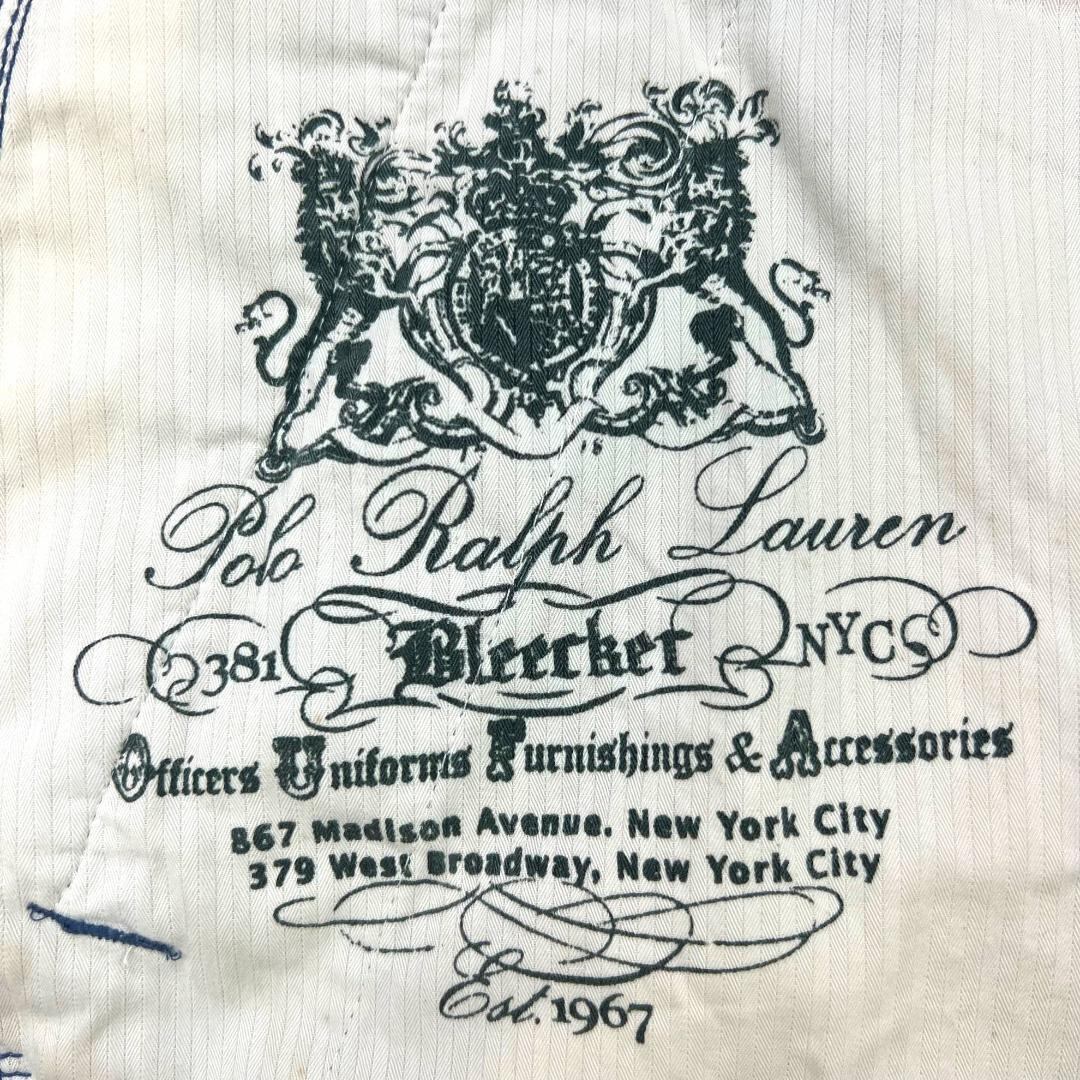 Polo Ralph Lauren
381 Bleecker NYC
Officers Uniforms Furnishings & Accessories
867 Madison Avenue. New York City
379 West Broadway, New York City
Est. 1967